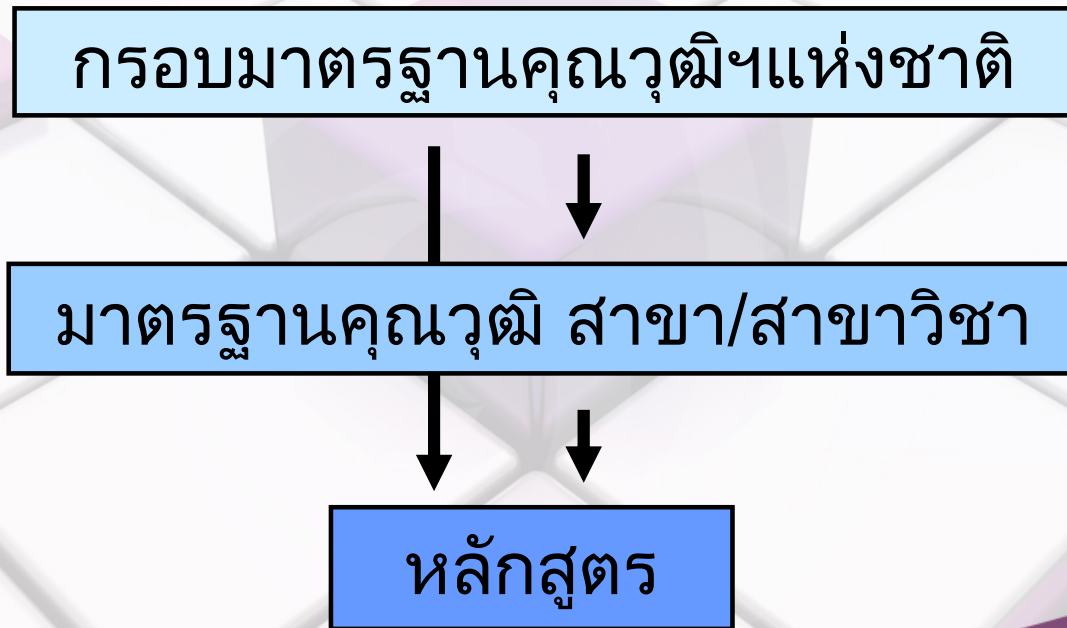 กรอบมาตรฐานคุณวุฒิฯแห่งชาติ
มาตรฐานคุณวุฒิ สาขา/สาขาวิชา
หลักสูตร